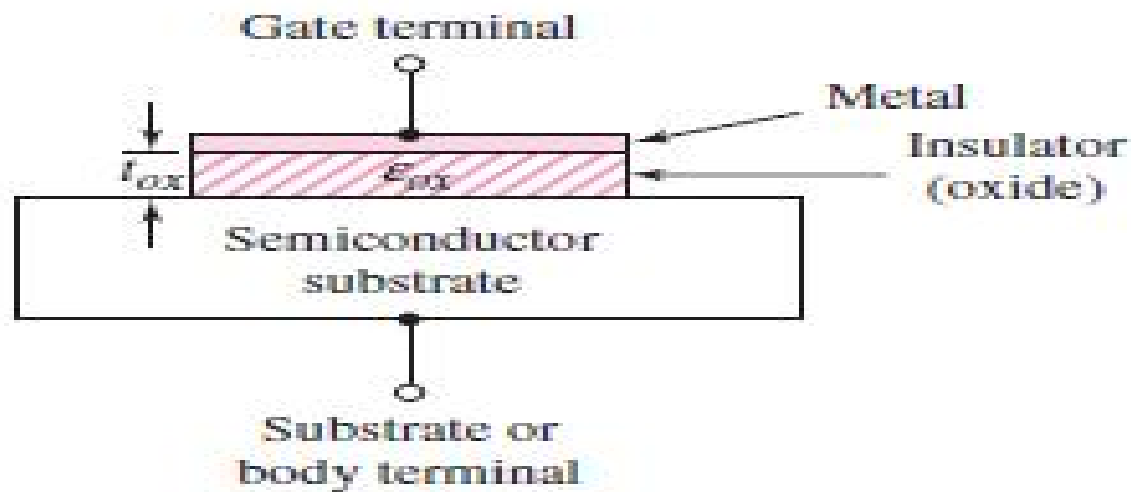 Gate terminal
Metal
Insulator
(oxide)
t_ox
ε_ox
Semiconductor
substrate
Substrate or
body terminal